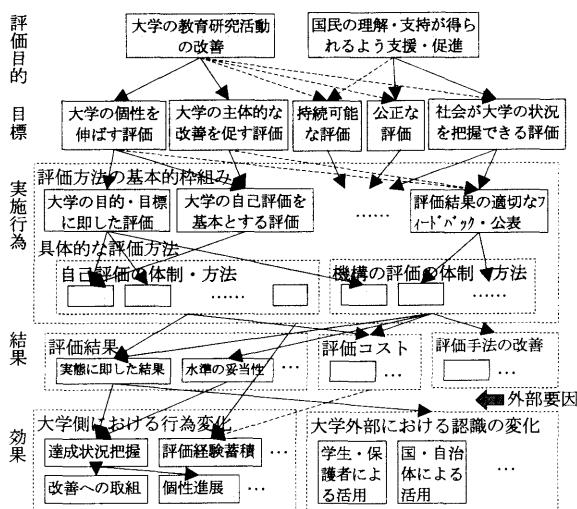 評価目的
大学の教育研究活動
の改善
国民の理解・支持が得ら
れるよう支援・促進
目標
大学の個性を
伸ばす評価
大学の主体的な
改善を促す評価
持続可能
な評価
公正な
評価
社会が大学の状況
を把握できる評価
実施行為
評価方法の基本的枠組み
大学の目的・目標
に即した評価
大学の自己評価を
基本とする評価
……
評価結果の適切なフ
ィードバック・公表
具体的な評価方法
自己評価の体制・方法
……
機構の評価の体制・方法
……
結果
評価結果
実態に即した結果
水準の妥当性
…
評価コスト
…
評価手法の改善
…
外部要因
効果
大学側における行為変化
達成状況把握
評価経験蓄積
…
改善への取組
個性進展
…
大学外部における認識の変化
学生・保
護者によ
る活用
国・自治
体による
活用
…